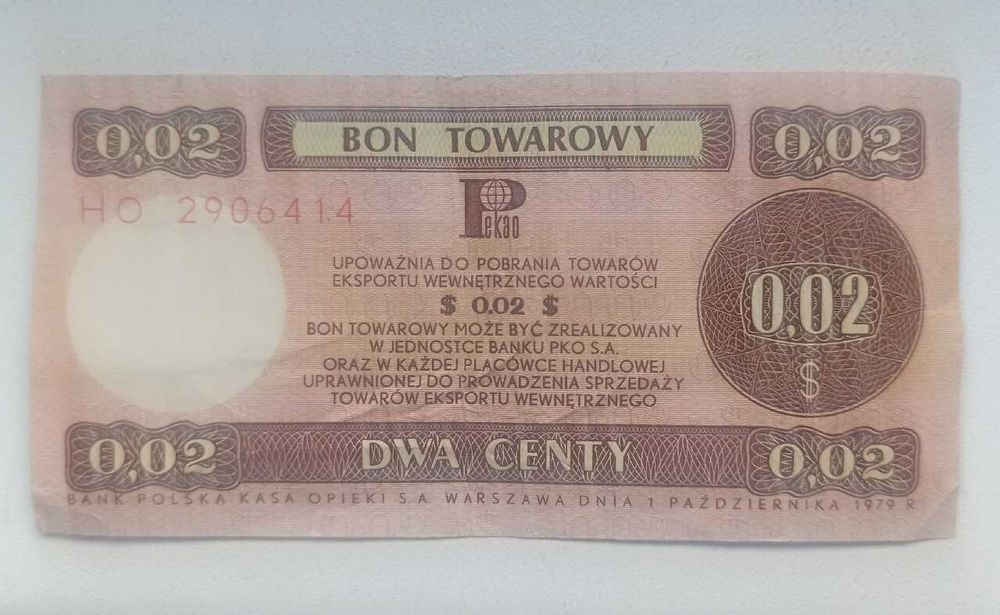 0,02 BON TOWAROWY 0,02
HO 2906414
Pekao
UPOWAŻNIA DO POBRANIA TOWARÓW
EKSPORTU WEWNĘTRZNEGO WARTOŚCI
$ 0.02 $
BON TOWAROWY MOŻE BYĆ ZREALIZOWANY
W JEDNOSTCE BANKU PKO S.A.
ORAZ W KAŻDEJ PLACÓWCE HANDLOWEJ
UPRAWNIONEJ DO PROWADZENIA SPRZEDAŻY
TOWARÓW EKSPORTU WEWNĘTRZNEGO
0,02
$
0,02 DWA CENTY 0,02
BANK POLSKA KASA OPIEKI S.A. WARSZAWA DNIA 1 PAŹDZIERNIKA 1979 R